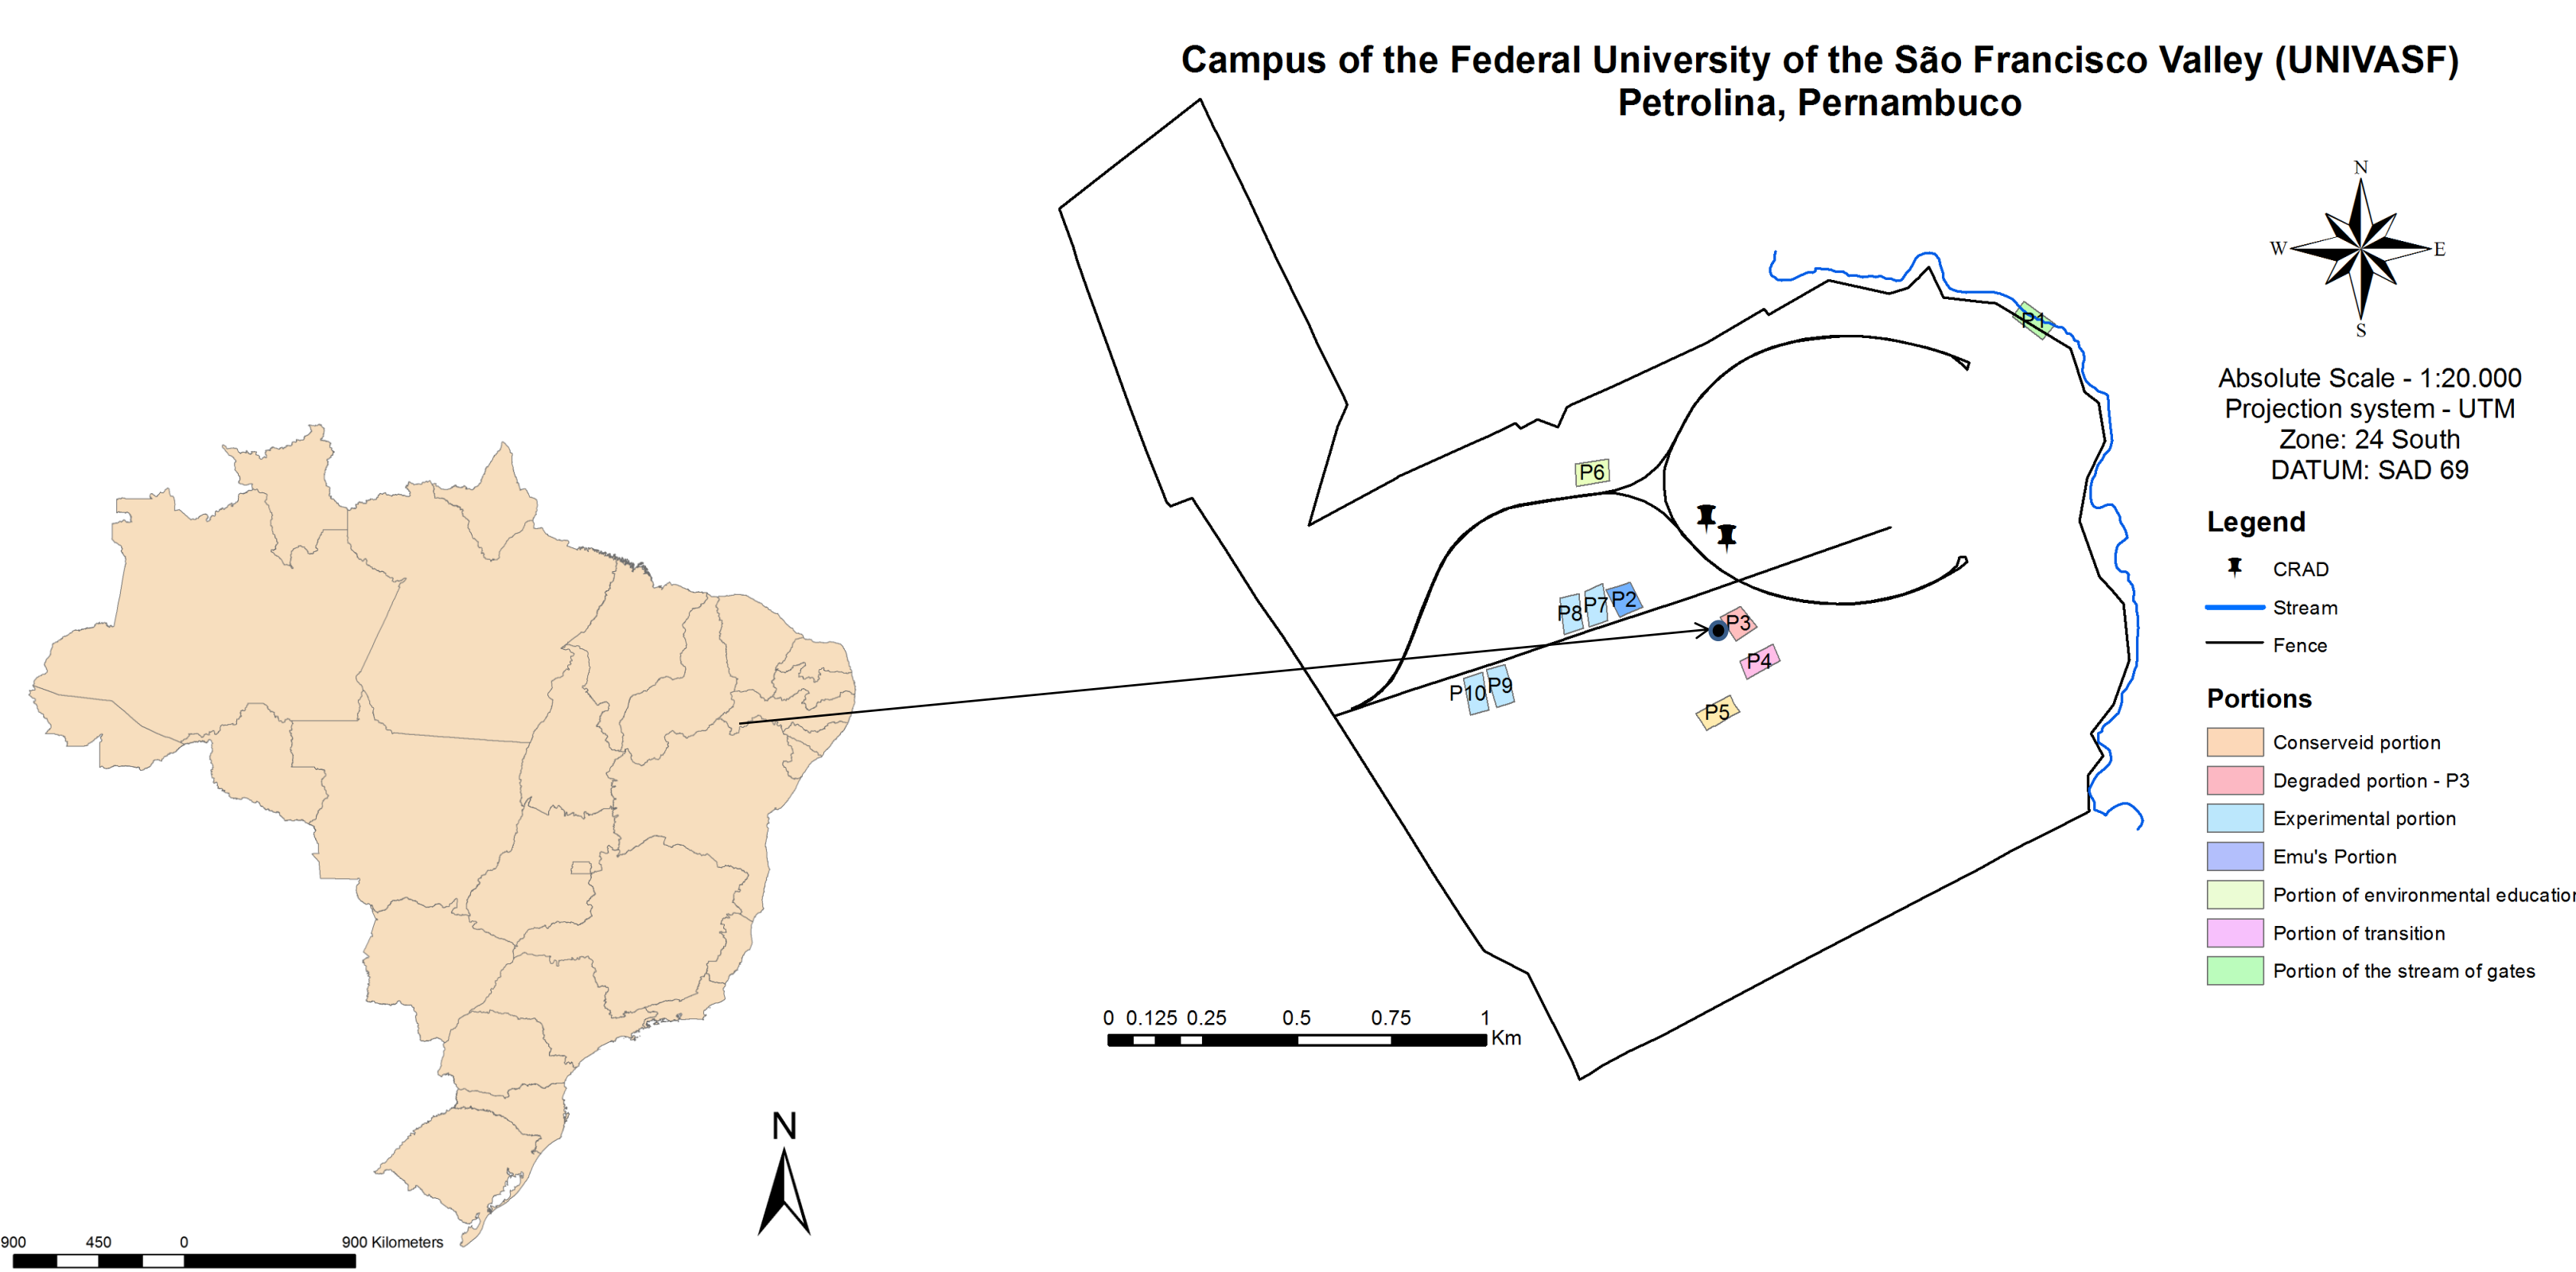 Campus of the Federal University of the São Francisco Valley (UNIVASF)
Petrolina, Pernambuco
N
W
E
S
Absolute Scale - 1:20.000
Projection system - UTM
Zone: 24 South
DATUM: SAD 69
Legend
CRAD
Stream
Fence
Portions
Conserveid portion
Degraded portion - P3
Experimental portion
Emu's Portion
Portion of environmental education
Portion of transition
Portion of the stream of gates
P1
P6
P8
P7
P2
P3
P4
P10
P9
P5
0 0.125 0.25 0.5 0.75 1
Km
N
900 450 0 900 Kilometers